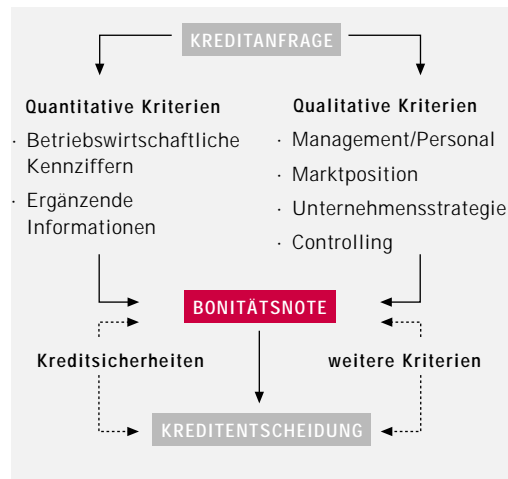 KREDITANFRAGE
Quantitative Kriterien
· Betriebswirtschaftliche
Kennziffern
· Ergänzende
Informationen
Qualitative Kriterien
· Management/Personal
· Marktposition
· Unternehmensstrategie
· Controlling
BONITÄTSNOTE
Kreditsicherheiten
weitere Kriterien
KREDITENTSCHEIDUNG